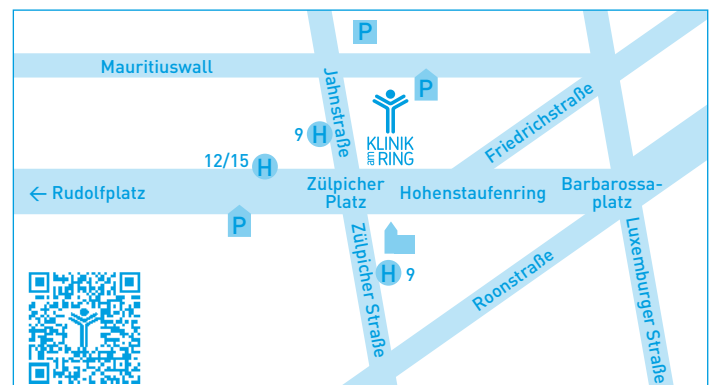 P
Mauritiuswall
Jahnstraße
P
9 H
KLINIK
am RING
Friedrichstraße
12/15 H
← Rudolfplatz
Zülpicher
Platz
Hohenstaufenring
Barbarossa-
platz
P
Zülpicher Straße
H 9
Roonstraße
Luxemburger Straße